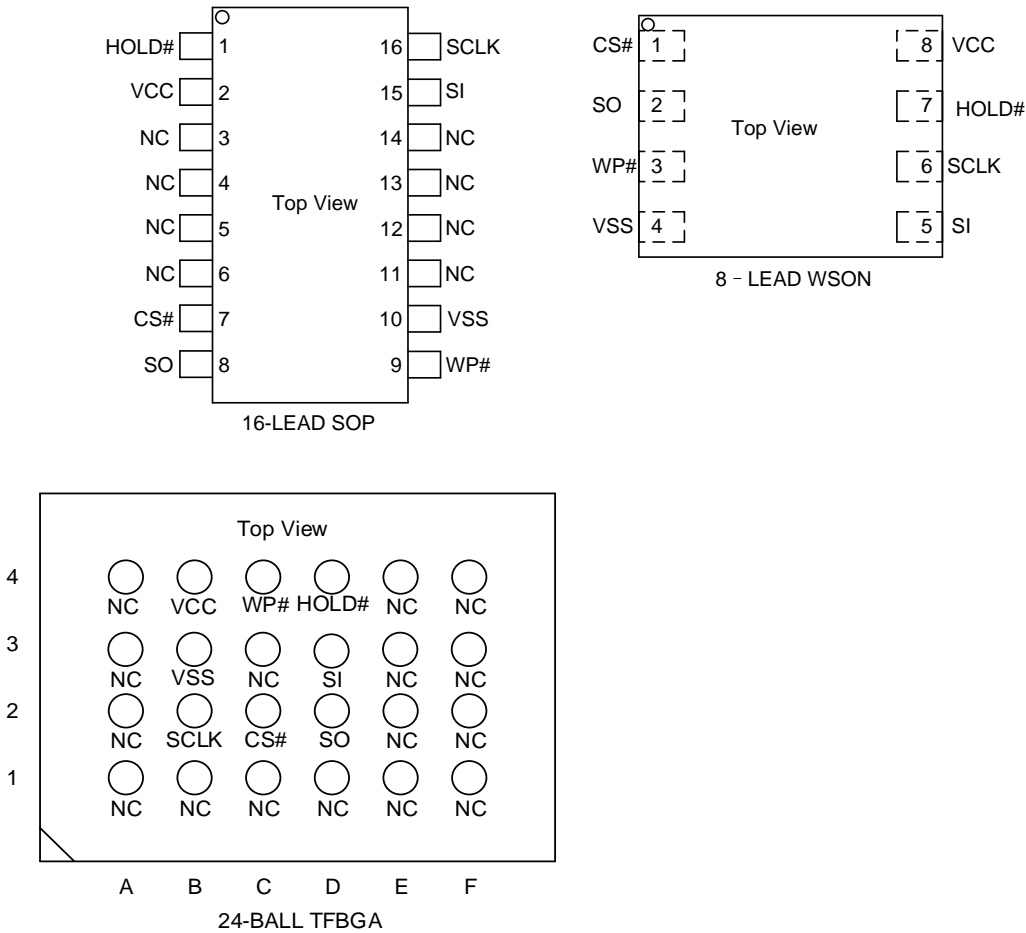 HOLD# 1 16 SCLK
VCC 2 15 SI
NC 3 14 NC
NC 4 13 NC
Top View
NC 5 12 NC
NC 6 11 NC
CS# 7 10 VSS
SO 8 9 WP#
16-LEAD SOP
CS# 1 8 VCC
SO 2 7 HOLD#
Top View
WP# 3 6 SCLK
VSS 4 5 SI
8 - LEAD WSON
Top View
4
NC VCC WP# HOLD# NC NC
3
NC VSS NC SI NC NC
2
NC SCLK CS# SO NC NC
1
NC NC NC NC NC NC
A B C D E F
24-BALL TFBGA